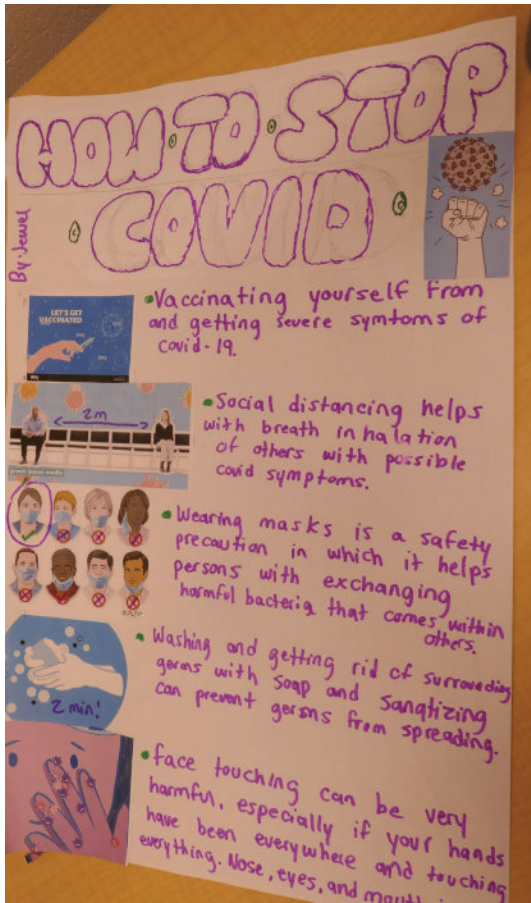 HOW TO STOP
COVID
By: Jewel
LET'S GET
VACCINATED
• Vaccinating yourself from
and getting severe symtoms of
covid-19.
2m
• Social distancing helps
with breath inhalation
of others with possible
covid symptoms.
• Wearing masks is a safety
precaution in which it helps
persons with exchanging
harmful bacteria that comes within
others.
2 min!
• Washing and getting rid of surrounding
germs with soap and sanatizing
can prevent germs from spreading.
• face touching can be very
harmful, especially if your hands
have been everywhere and touching
everything. Nose, eyes, and mouth